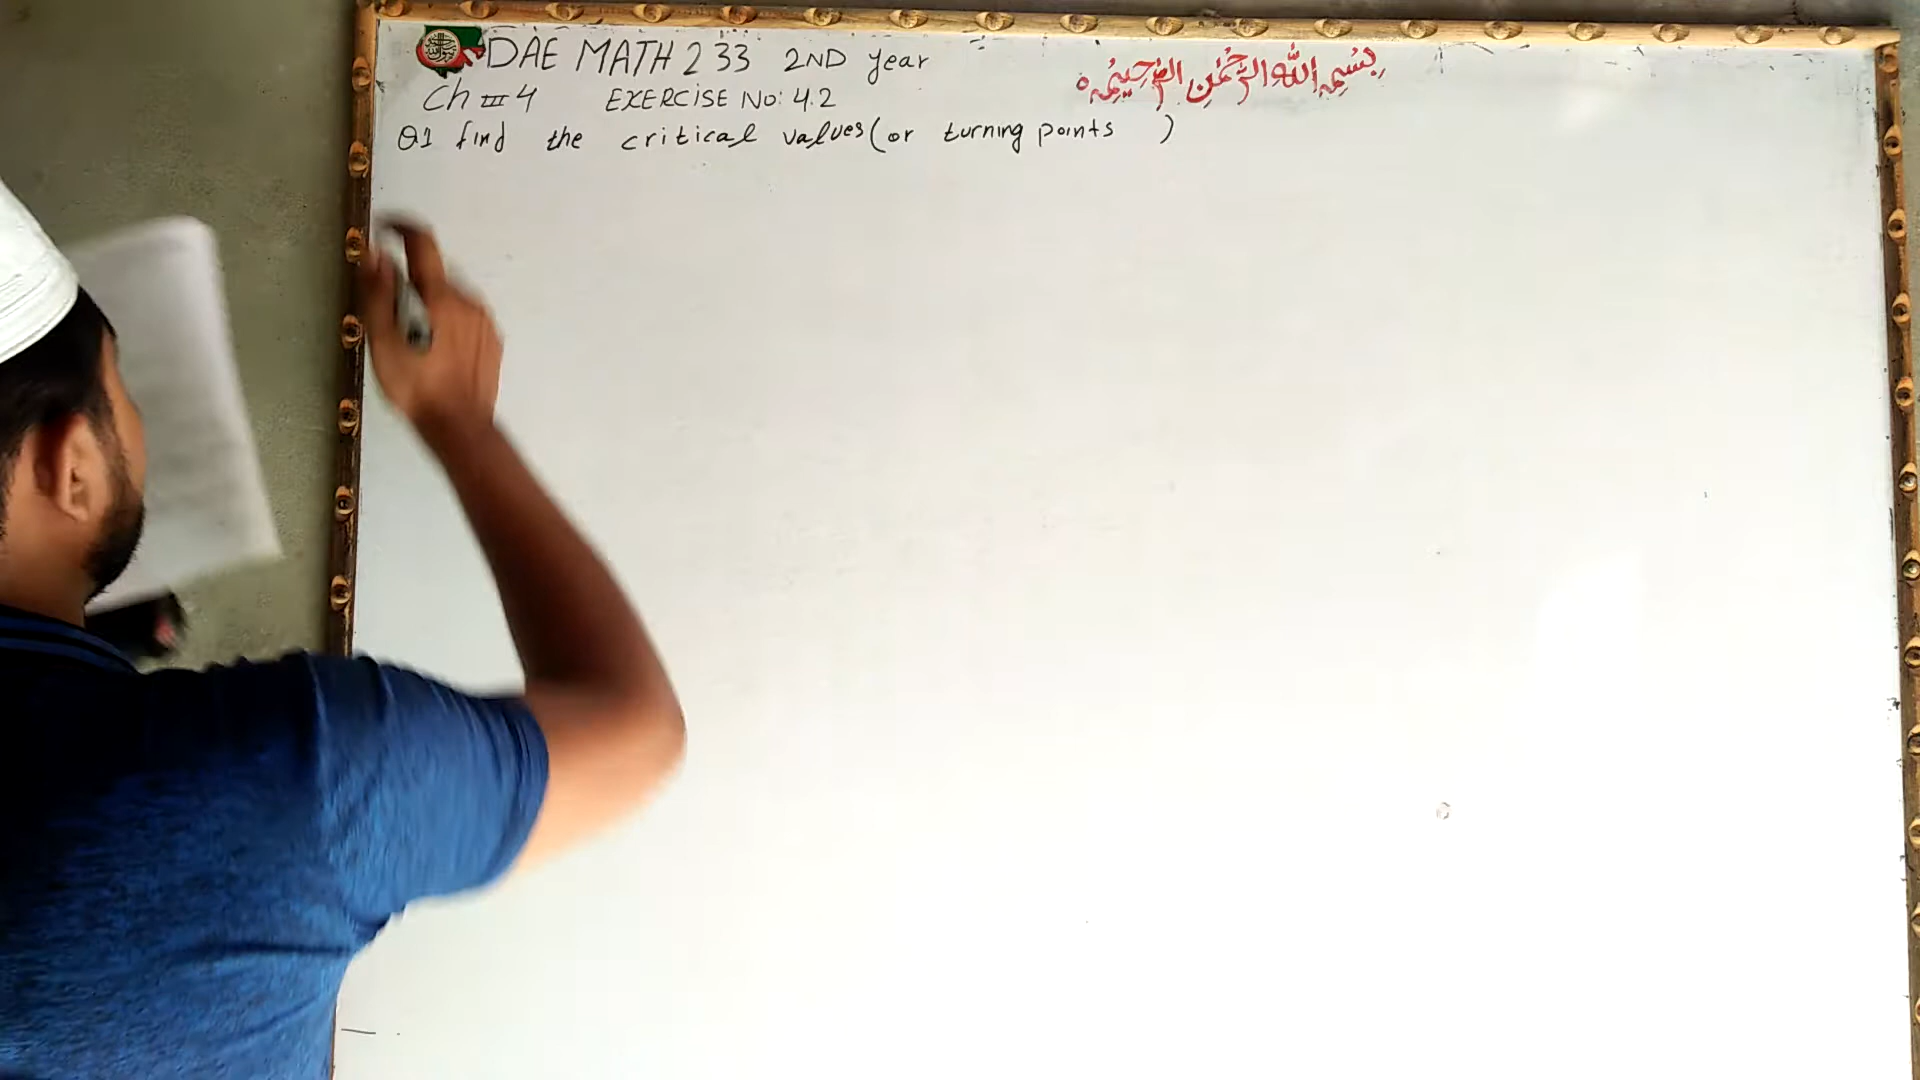 DAE MATH 233 2ND year
بِسْمِ اللهِ الرَّحْمٰنِ الرَّحِيْمِ ه
Ch ≡ 4 EXERCISE No: 4.2
Q1 find the critical values (or turning points )